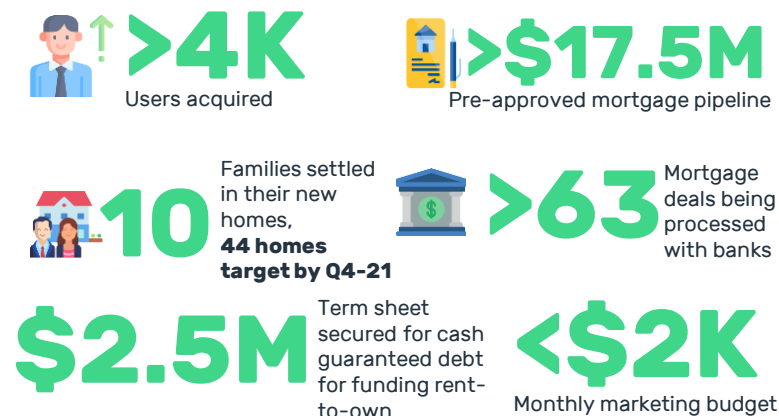 >4K
Users acquired
>$17.5M
Pre-approved mortgage pipeline
10
Families settled
in their new
homes,
44 homes
target by Q4-21
>63
Mortgage
deals being
processed
with banks
$2.5M
Term sheet
secured for cash
guaranteed debt
for funding rent-
to-own
<$2K
Monthly marketing budget